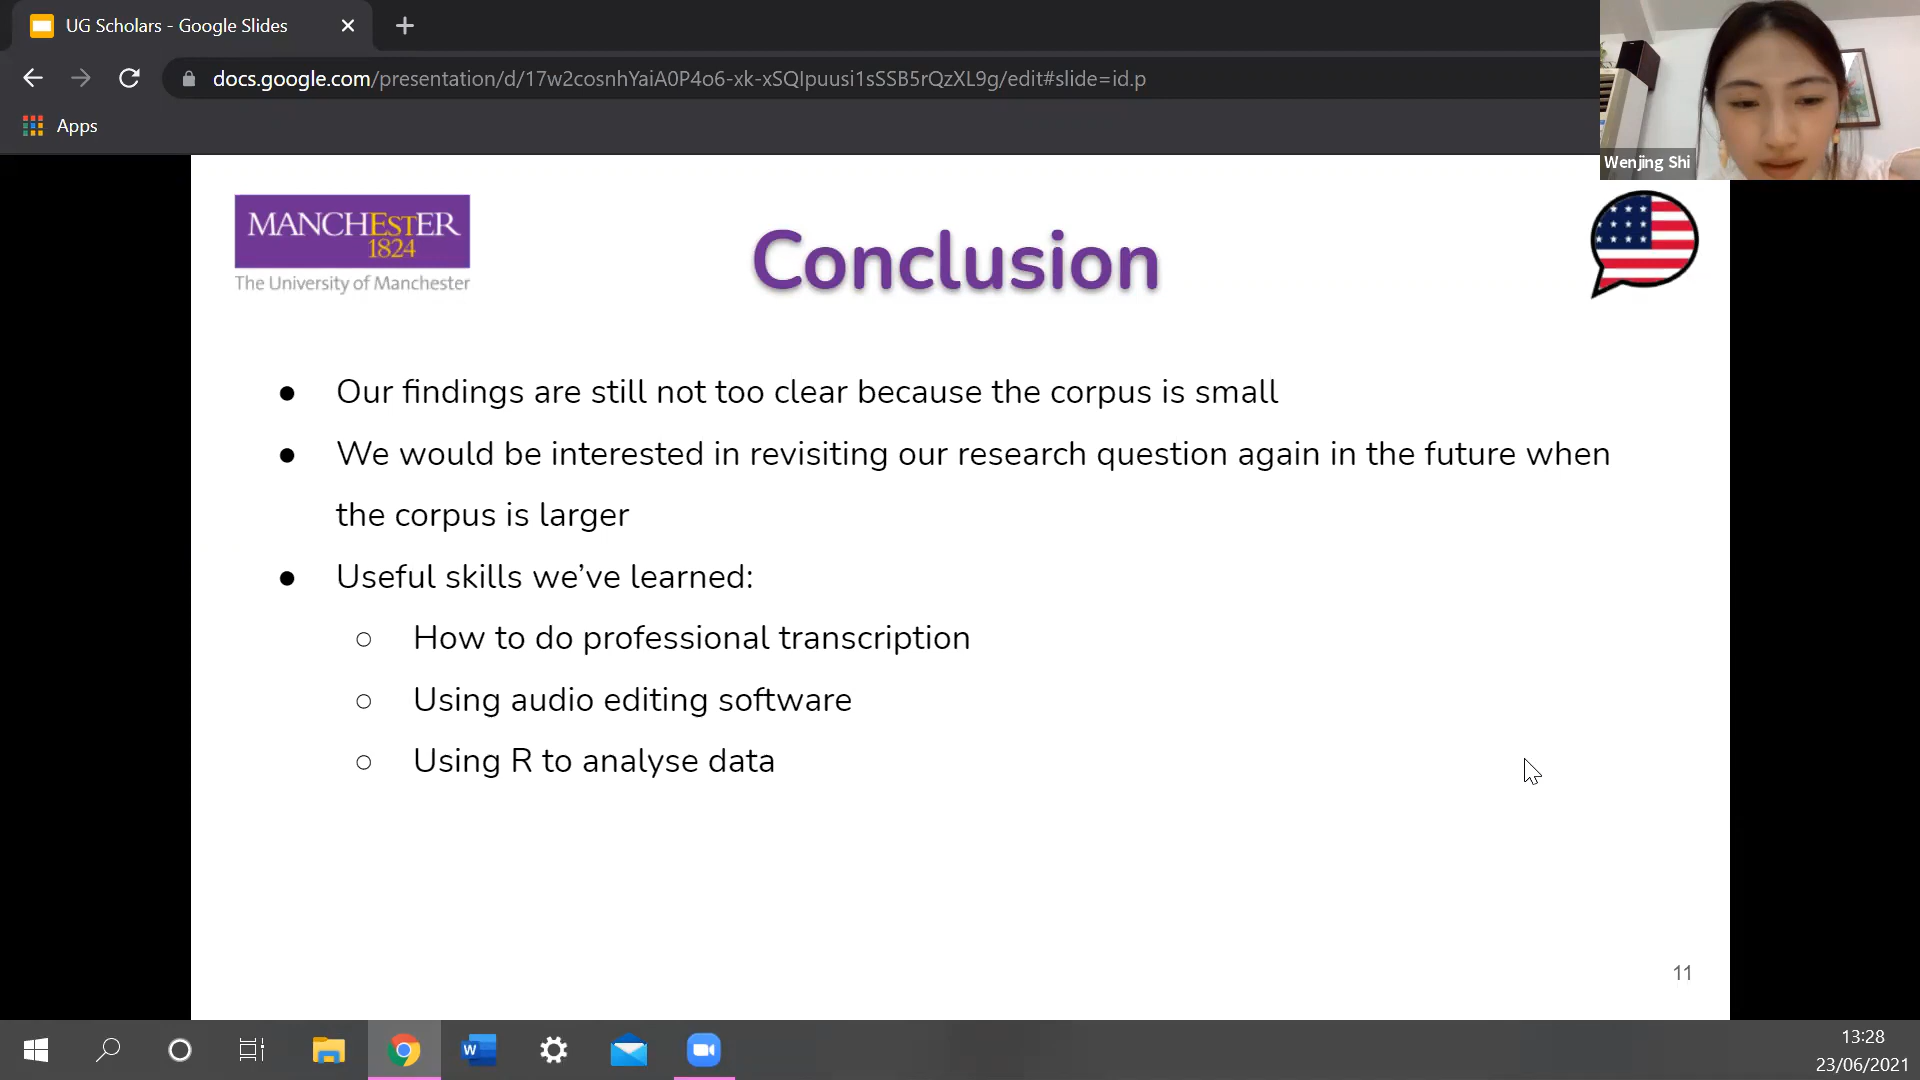 UG Scholars - Google Slides
docs.google.com/presentation/d/17w2cosnhYaiA0P4o6-xk-xSQIpuusi1sSSB5rQzXL9g/edit#slide=id.p
Apps
Wenjing Shi
MANCHESTER
1824
The University of Manchester
Conclusion
● Our findings are still not too clear because the corpus is small
● We would be interested in revisiting our research question again in the future when
the corpus is larger
● Useful skills we’ve learned:
○ How to do professional transcription
○ Using audio editing software
○ Using R to analyse data
11
W
13:28
23/06/2021